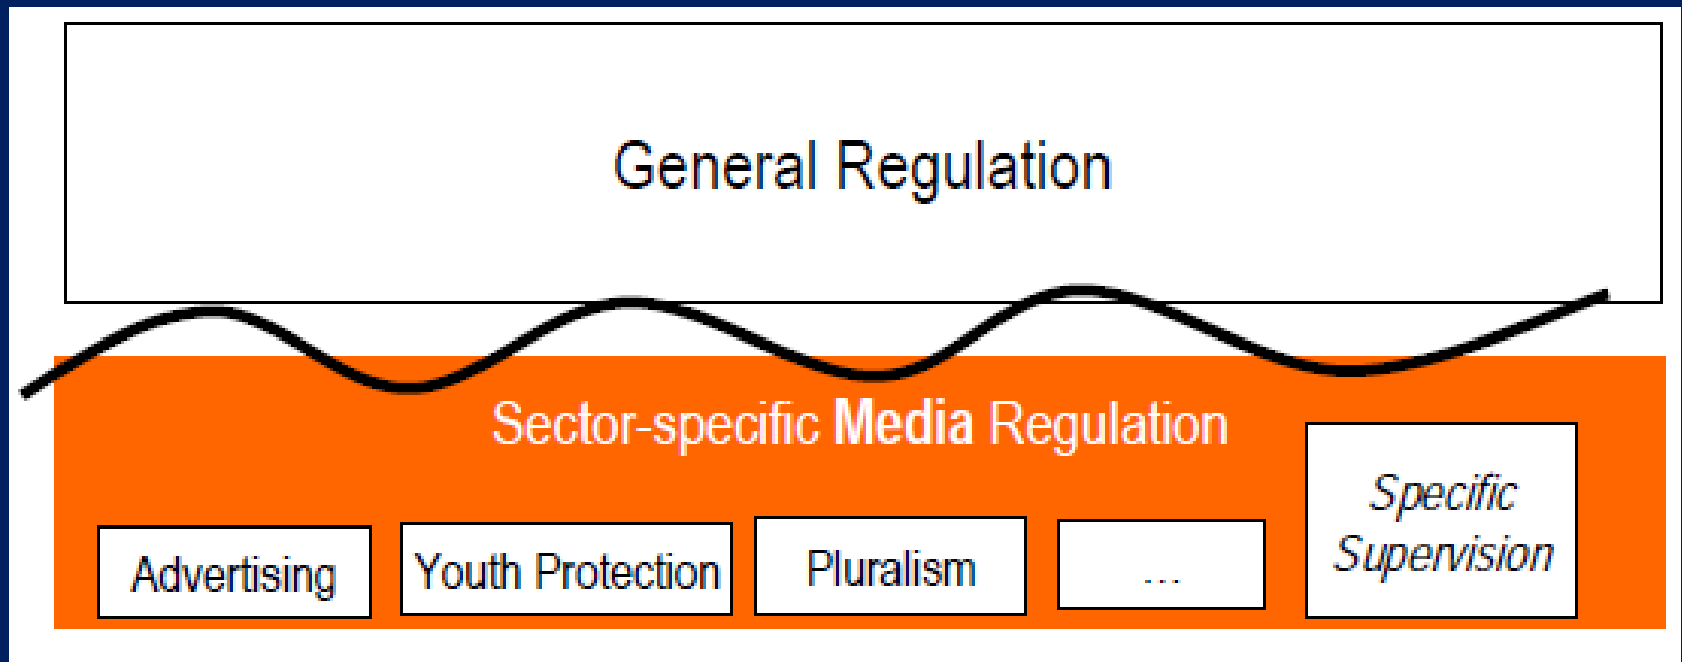 General Regulation
Sector-specific Media Regulation
Specific
Supervision
Advertising
Youth Protection
Pluralism
...